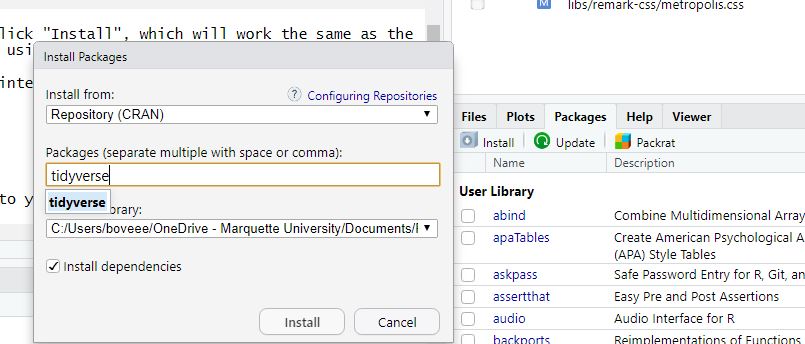 lick "Install", which will work the same as the
usi
inte
to y
Install Packages
Install from:
? Configuring Repositories
Repository (CRAN)
Packages (separate multiple with space or comma):
tidyverse
tidyverse
brary:
C:/Users/boveee/OneDrive - Marquette University/Documents/
Install dependencies
Install
Cancel
M libs/remark-css/metropolis.css
Files Plots Packages Help Viewer
Install Update Packrat
Name Description
User Library
abind Combine Multidimensional Array
apaTables Create American Psychological A
(APA) Style Tables
askpass Safe Password Entry for R, Git, an
assertthat Easy Pre and Post Assertions
audio Audio Interface for R
backports Reimplementations of Functions